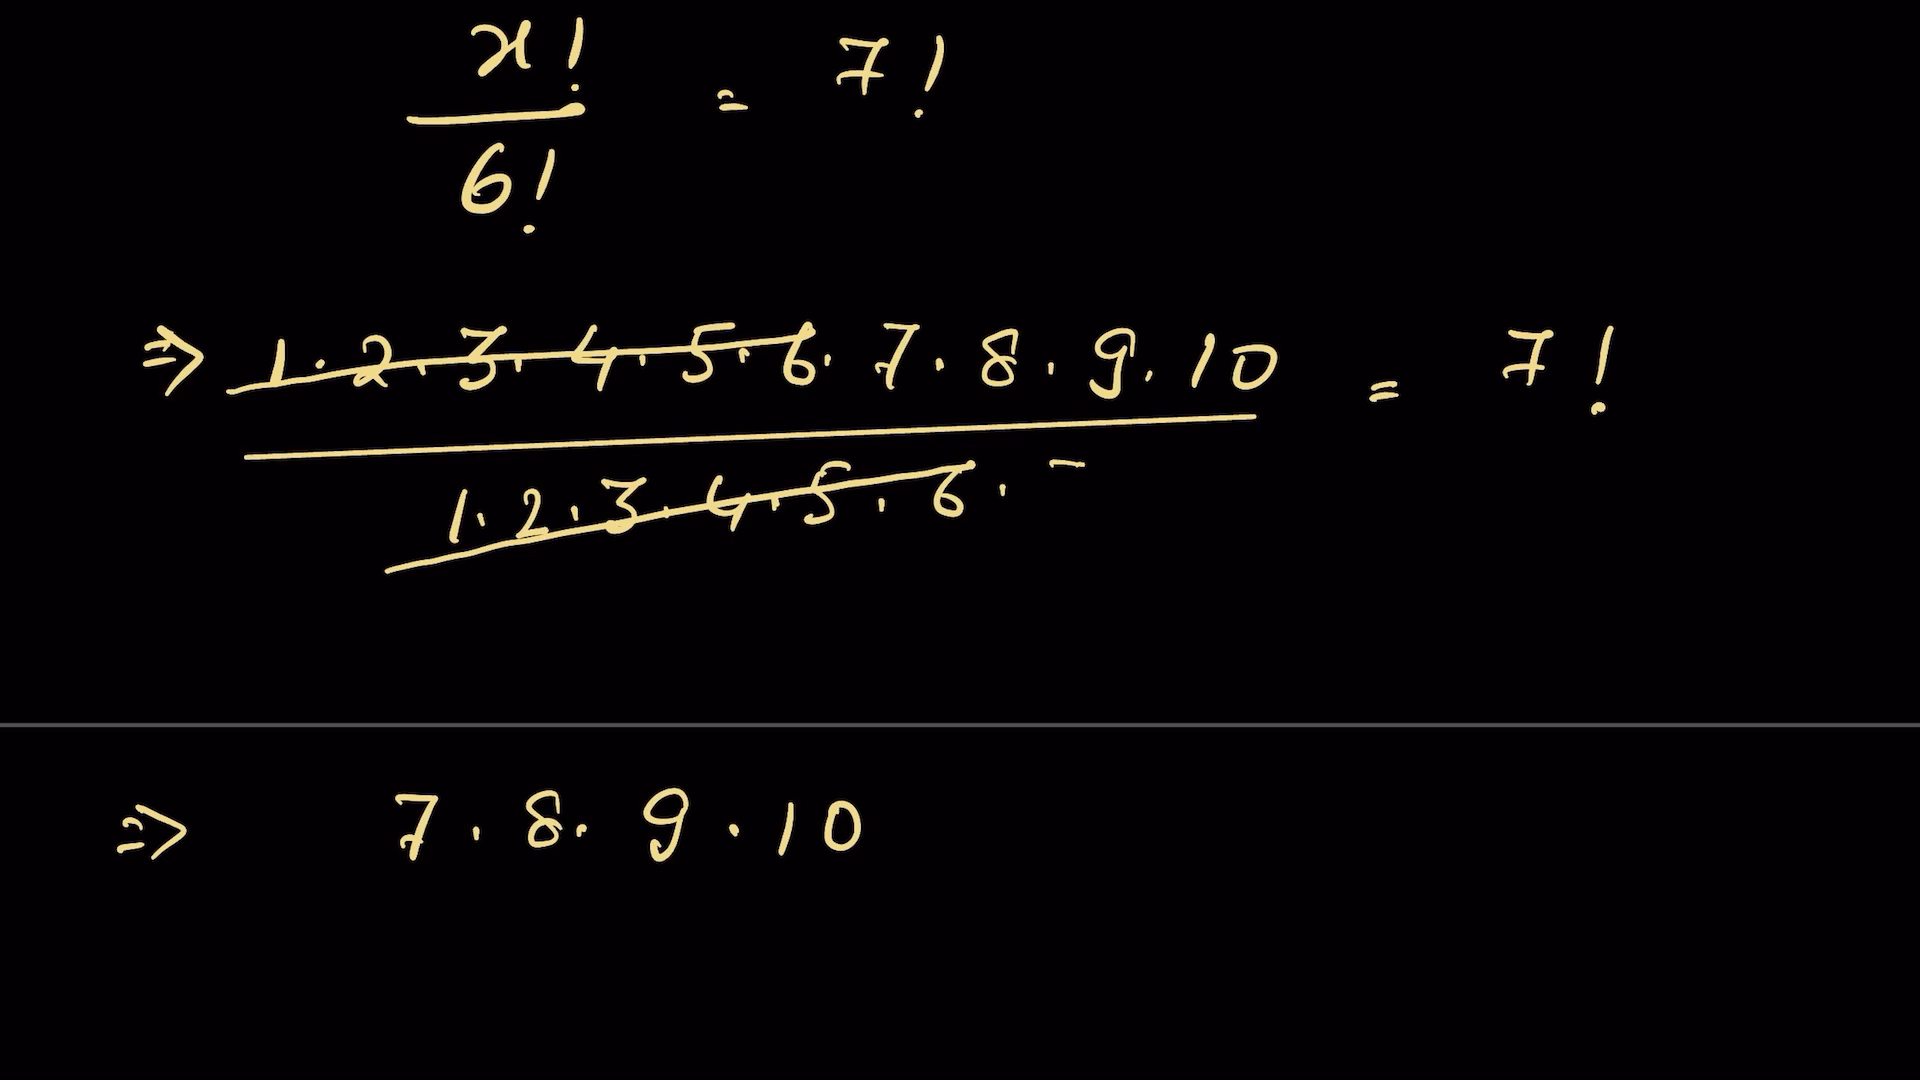 x!
= 7!
6!
⇒ 1.2.3.4.5.6.7.8.9.10 = 7!
1.2.3.4.5.6.
⇒ 7.8.9.10